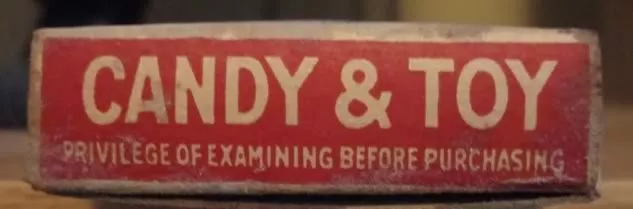 CANDY & TOY
PRIVILEGE OF EXAMINING BEFORE PURCHASING